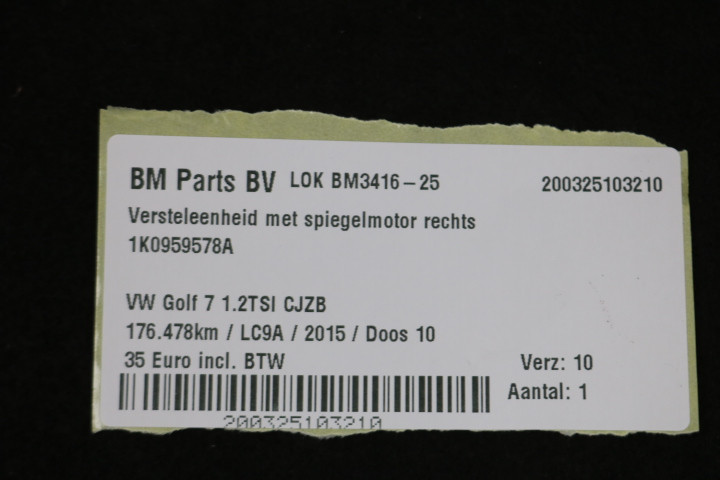 BM Parts BV LOK BM3416-25 200325103210
Versteleenheid met spiegelmotor rechts
1K0959578A
VW Golf 7 1.2TSI CJZB
176.478km / LC9A / 2015 / Doos 10
35 Euro incl. BTW Verz: 10
Aantal: 1
200325103210